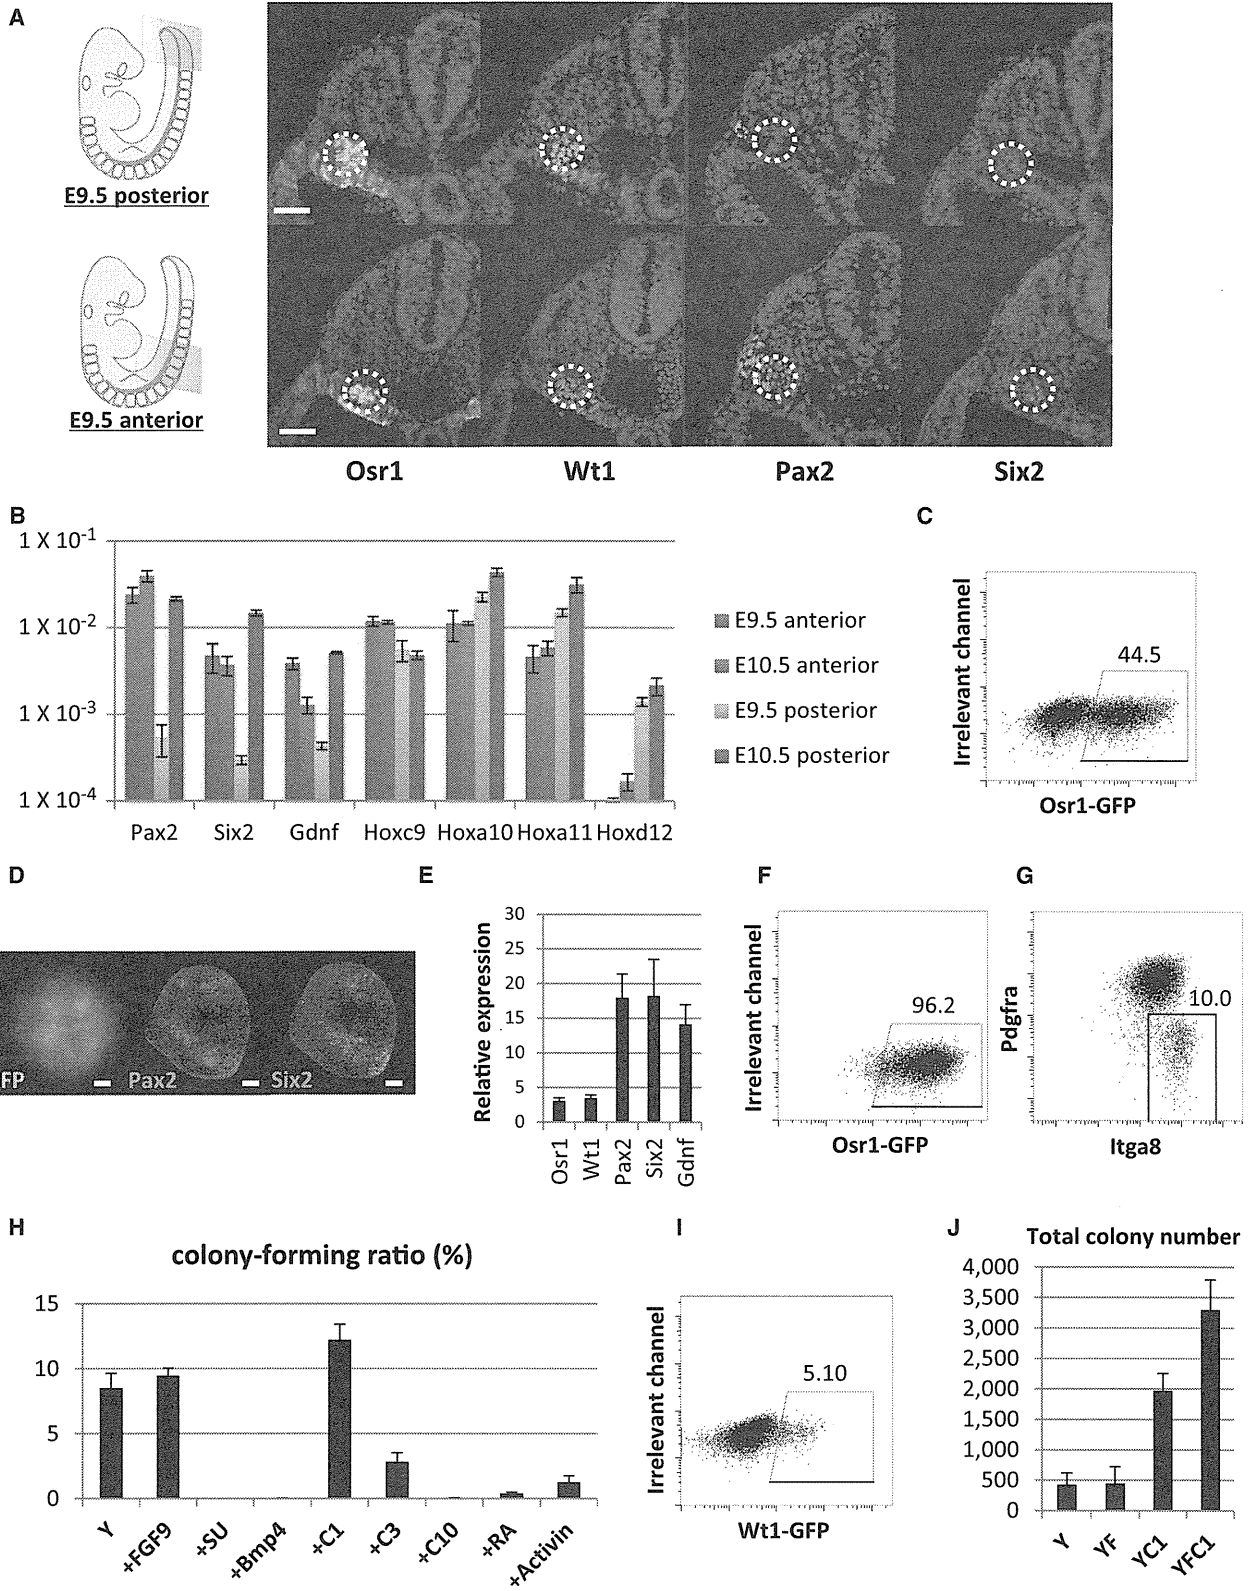 A
E9.5 posterior
E9.5 anterior
Osr1
Wt1
Pax2
Six2
B
1 X 10-1
1 X 10-2
1 X 10-3
1 X 10-4
Pax2
Six2
Gdnf
Hoxc9
Hoxa10
Hoxa11
Hoxd12
E9.5 anterior
E10.5 anterior
E9.5 posterior
E10.5 posterior
C
Irrelevant channel
44.5
Osr1-GFP
D
FP
Pax2
Six2
E
Relative expression
30
25
20
15
10
5
0
Osr1
Wt1
Pax2
Six2
Gdnf
F
Irrelevant channel
96.2
Osr1-GFP
G
Pdgfra
10.0
Itga8
H
colony-forming ratio (%)
15
10
5
0
Y
+FGF9
+SU
+Bmp4
+C1
+C3
+C10
+RA
+Activin
I
Irrelevant channel
5.10
Wt1-GFP
J
Total colony number
4,000
3,500
3,000
2,500
2,000
1,500
1,000
500
0
Y
YF
YC1
YFC1